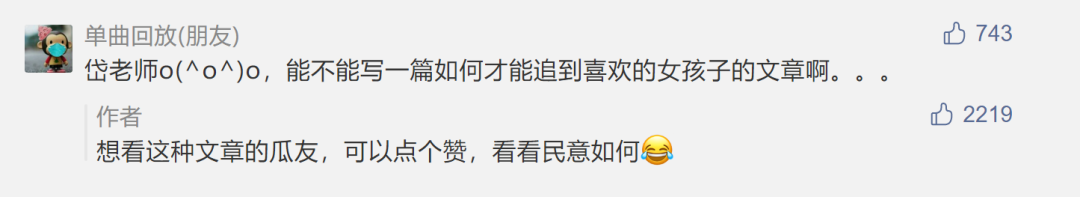 单曲回放(朋友) 743
岱老师o(^o^)o，能不能写一篇如何才能追到喜欢的女孩子的文章啊。。。
作者 2219
想看这种文章的瓜友，可以点个赞，看看民意如何😂